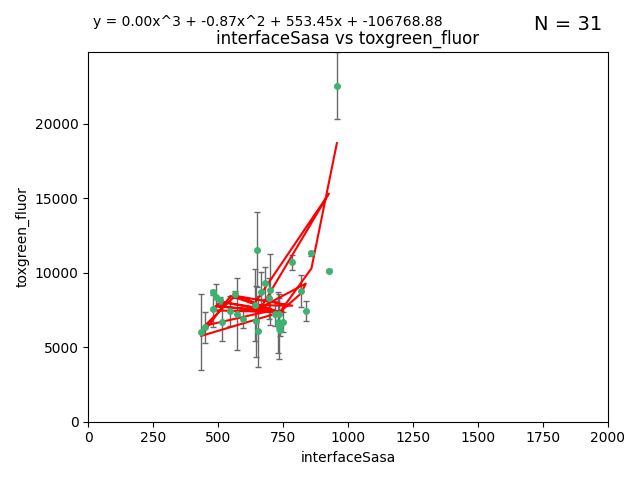 y = 0.00x^3 + -0.87x^2 + 553.45x + -106768.88
N = 31
interfaceSasa vs toxgreen_fluor
toxgreen_fluor
20000
15000
10000
5000
0
0 250 500 750 1000 1250 1500 1750 2000
interfaceSasa